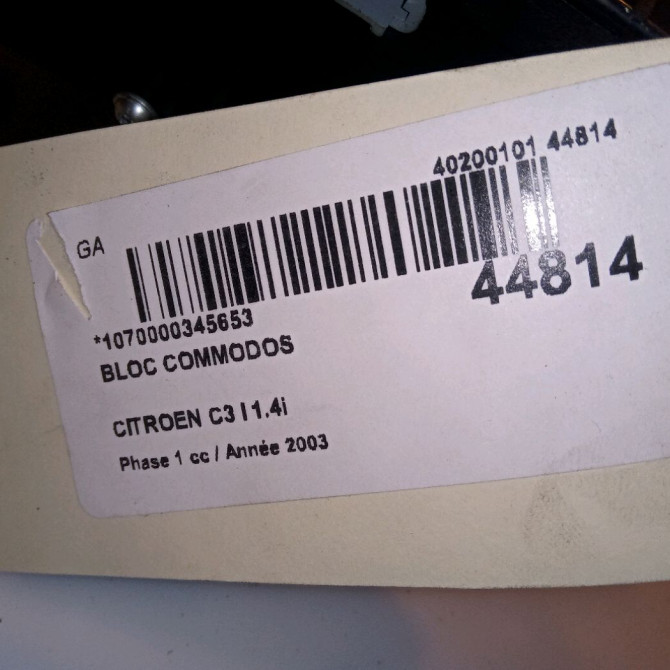 40200101 44814
GA
44814
*1070000345653
BLOC COMMODOS
CITROEN C3 I 1.4i
Phase 1 cc / Année 2003